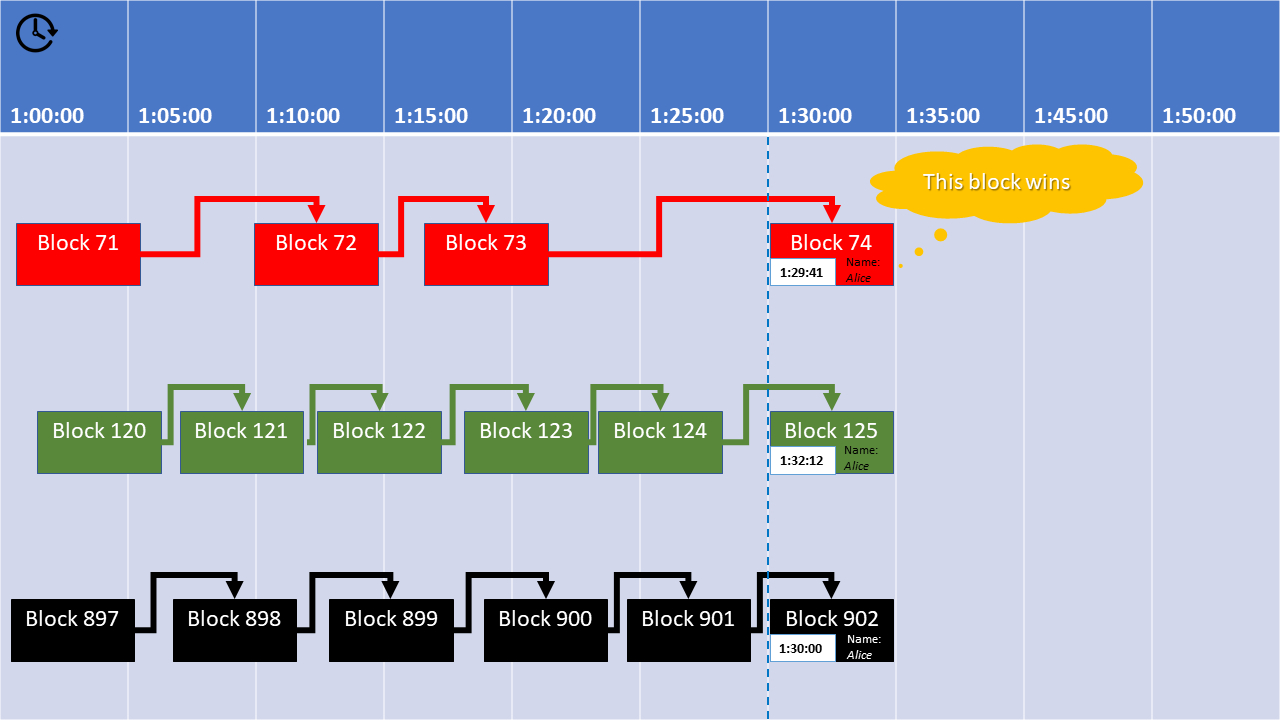 1:00:00 1:05:00 1:10:00 1:15:00 1:20:00 1:25:00 1:30:00 1:35:00 1:45:00 1:50:00
This block wins
Block 71 Block 72 Block 73 Block 74
Name:
1:29:41 Alice
Block 120 Block 121 Block 122 Block 123 Block 124 Block 125
Name:
1:32:12 Alice
Block 897 Block 898 Block 899 Block 900 Block 901 Block 902
Name:
1:30:00 Alice